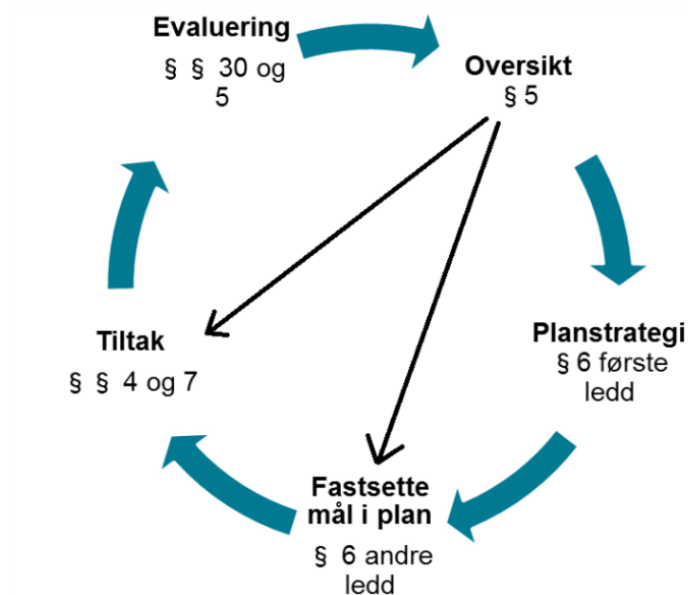 Evaluering
§ § 30 og
5
Oversikt
§ 5
Planstrategi
§ 6 første
ledd
Fastsette
mål i plan
§ 6 andre
ledd
Tiltak
§ § 4 og 7